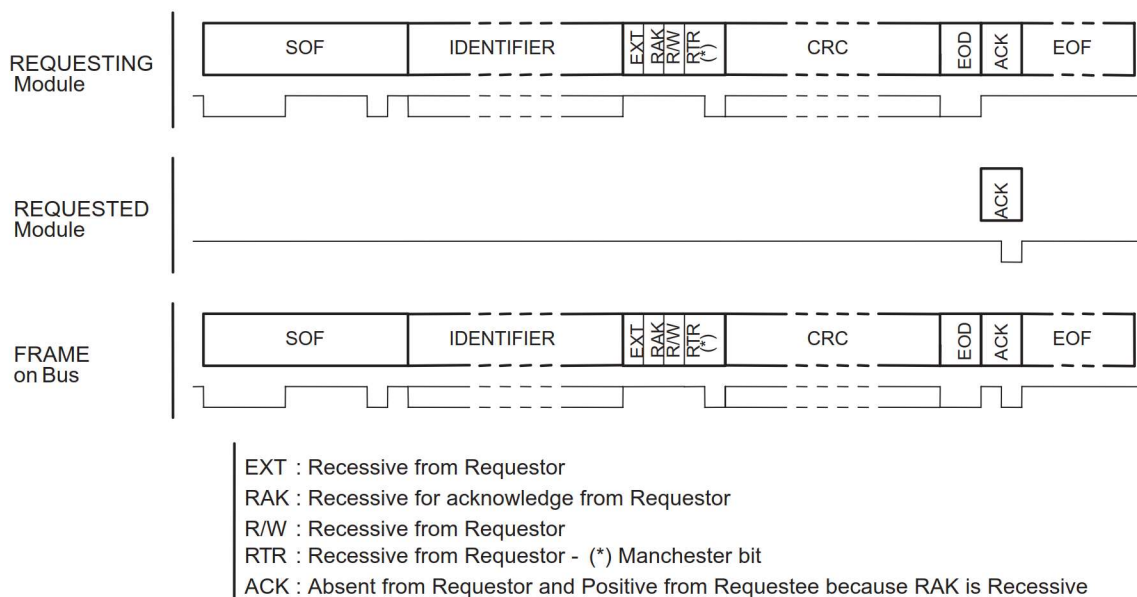 SOF IDENTIFIER EXT RAK R/W RTR (*) CRC EOD ACK EOF
REQUESTING
Module
ACK
REQUESTED
Module
SOF IDENTIFIER EXT RAK R/W RTR (*) CRC EOD ACK EOF
FRAME
on Bus
EXT : Recessive from Requestor
RAK : Recessive for acknowledge from Requestor
R/W : Recessive from Requestor
RTR : Recessive from Requestor - (*) Manchester bit
ACK : Absent from Requestor and Positive from Requestee because RAK is Recessive